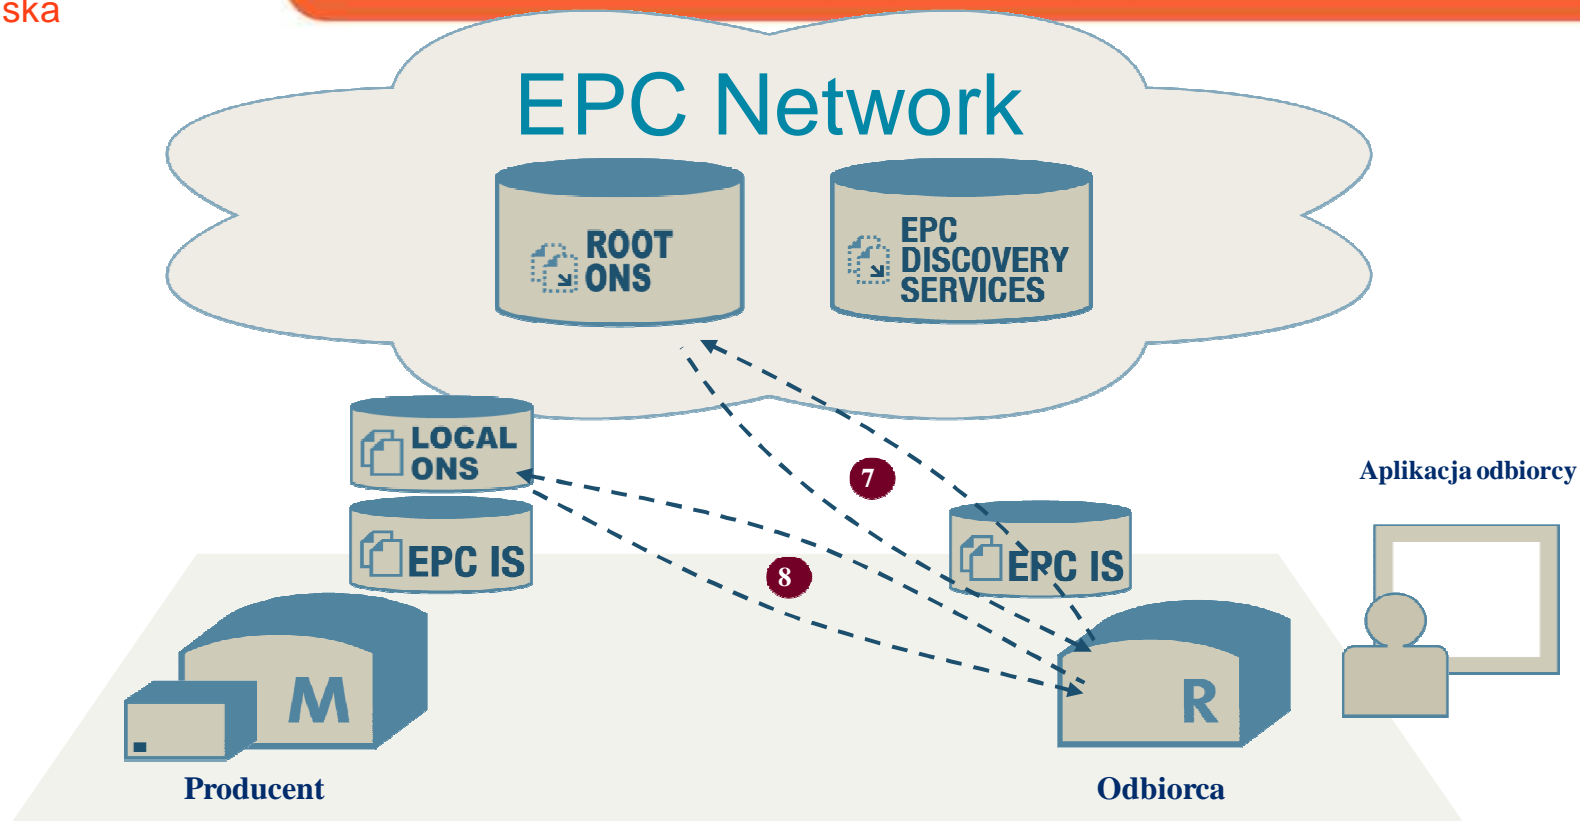 ska
EPC Network
ROOT
ONS
EPC
DISCOVERY
SERVICES
LOCAL
ONS
7
Aplikacja odbiorcy
EPC IS
EPC IS
8
M
R
Producent
Odbiorca